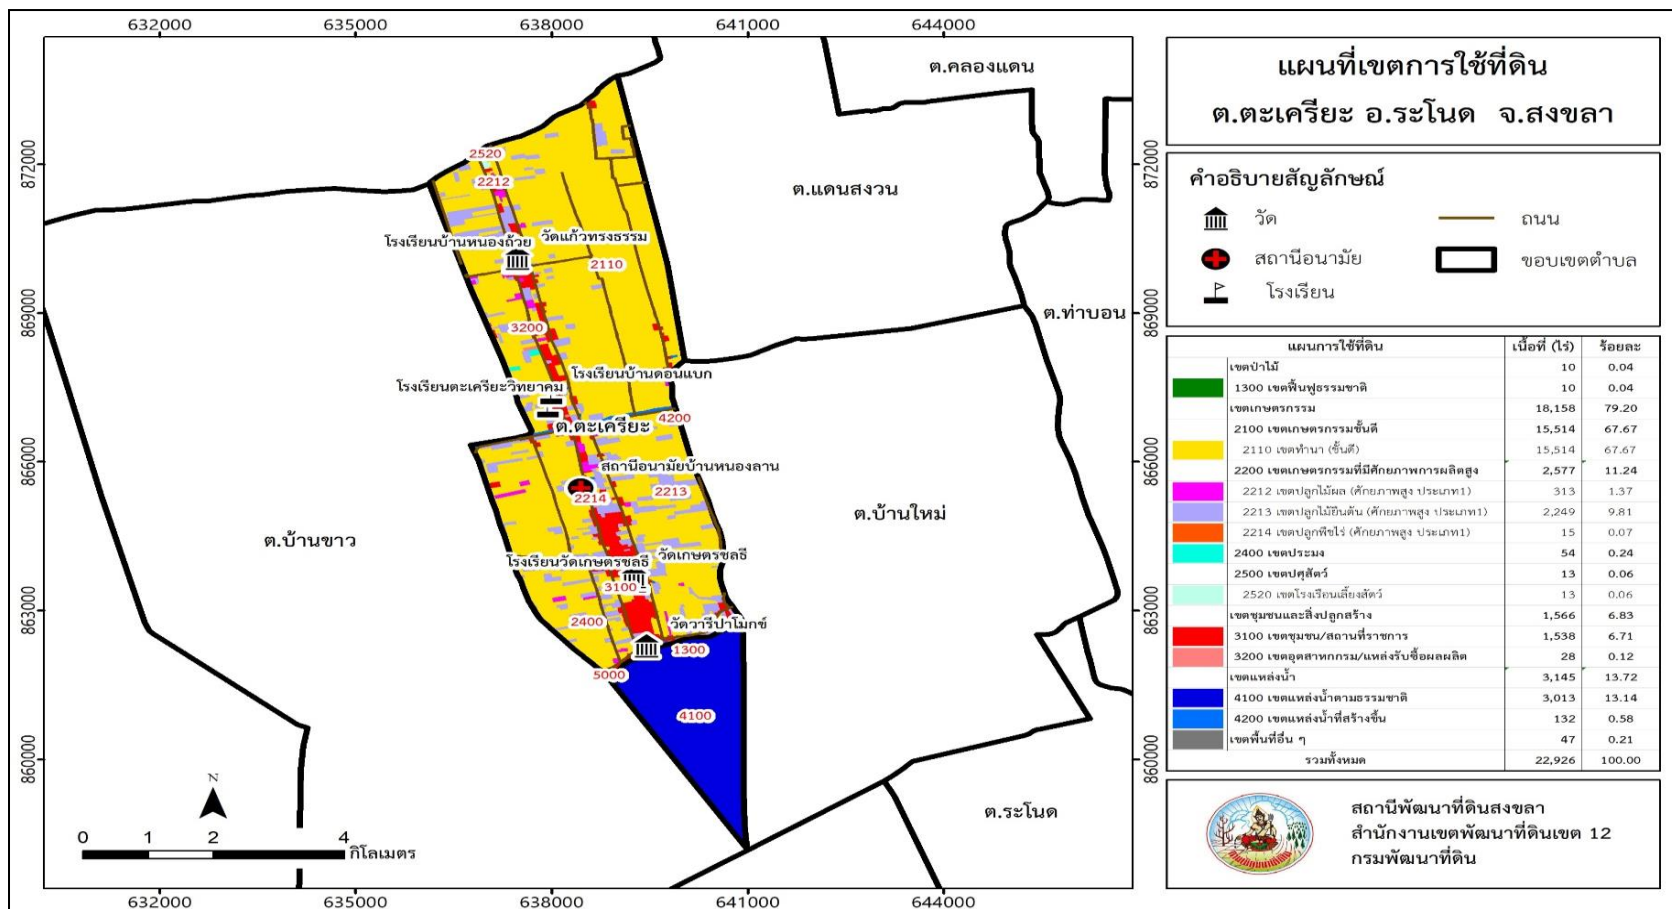 632000 635000 638000 641000 644000
แผนที่เขตการใช้ที่ดิน
ต.ตะเครียะ อ.ระโนด จ.สงขลา
คำอธิบายสัญลักษณ์
วัด
ถนน
สถานีอนามัย
ขอบเขตตำบล
โรงเรียน
แผนการใช้ที่ดิน เนื้อที่ (ไร่) ร้อยละ
เขตป่าไม้ 10 0.04
1300 เขตฟื้นฟูธรรมชาติ 10 0.04
เขตเกษตรกรรม 18,158 79.20
2100 เขตเกษตรกรรมชั้นดี 15,514 67.67
2110 เขตทำนา (ชั้นดี) 15,514 67.67
2200 เขตเกษตรกรรมที่มีศักยภาพการผลิตสูง 2,577 11.24
2212 เขตปลูกไม้ผล (ศักยภาพสูง ประเภท1) 313 1.37
2213 เขตปลูกไม้ยืนต้น (ศักยภาพสูง ประเภท1) 2,249 9.81
2214 เขตปลูกพืชไร่ (ศักยภาพสูง ประเภท1) 15 0.07
2400 เขตประมง 54 0.24
2500 เขตปศุสัตว์ 13 0.06
2520 เขตโรงเรือนเลี้ยงสัตว์ 13 0.06
เขตชุมชนและสิ่งปลูกสร้าง 1,566 6.83
3100 เขตชุมชน/สถานที่ราชการ 1,538 6.71
3200 เขตอุตสาหกกรม/แหล่งรับซื้อผลผลิต 28 0.12
เขตแหล่งน้ำ 3,145 13.72
4100 เขตแหล่งน้ำตามธรรมชาติ 3,013 13.14
4200 เขตแหล่งน้ำที่สร้างขึ้น 132 0.58
เขตพื้นที่อื่น ๆ 47 0.21
รวมทั้งหมด 22,926 100.00
สถานีพัฒนาที่ดินสงขลา
สำนักงานเขตพัฒนาที่ดินเขต 12
กรมพัฒนาที่ดิน
ต.คลองแดน
872000
872000
2520
2212
ต.แดนสงวน
โรงเรียนบ้านหนองถ้วย
วัดแก้วทรงธรรม
2110
869000
869000
ต.ท่าบอน
3200
โรงเรียนบ้านดอนแบก
โรงเรียนตะเครียะวิทยาคม
4200
ต.ตะเครียะ
866000
866000
สถานีอนามัยบ้านหนองลาน
2214
2213
ต.บ้านใหม่
ต.บ้านขาว
โรงเรียนวัดเกษตรชลธี
วัดเกษตรชลธี
3100
863000
863000
2400
วัดวารีปาโมกข์
1300
5000
4100
860000
860000
ต.ระโนด
N
0 1 2 4
กิโลเมตร
632000 635000 638000 641000 644000